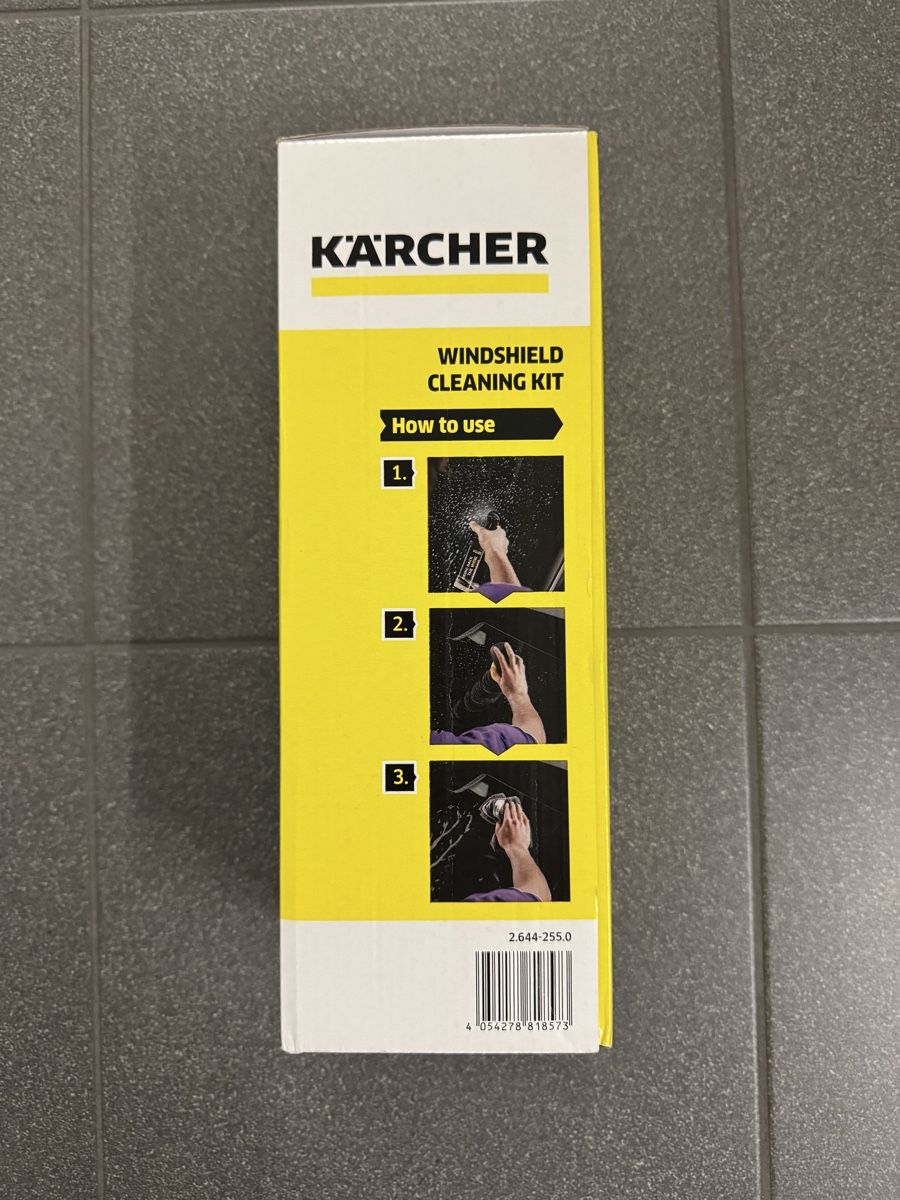 KÄRCHER
WINDSHIELD
CLEANING KIT
How to use
1.
2.
3.
2.644-255.0
4 054278 818573